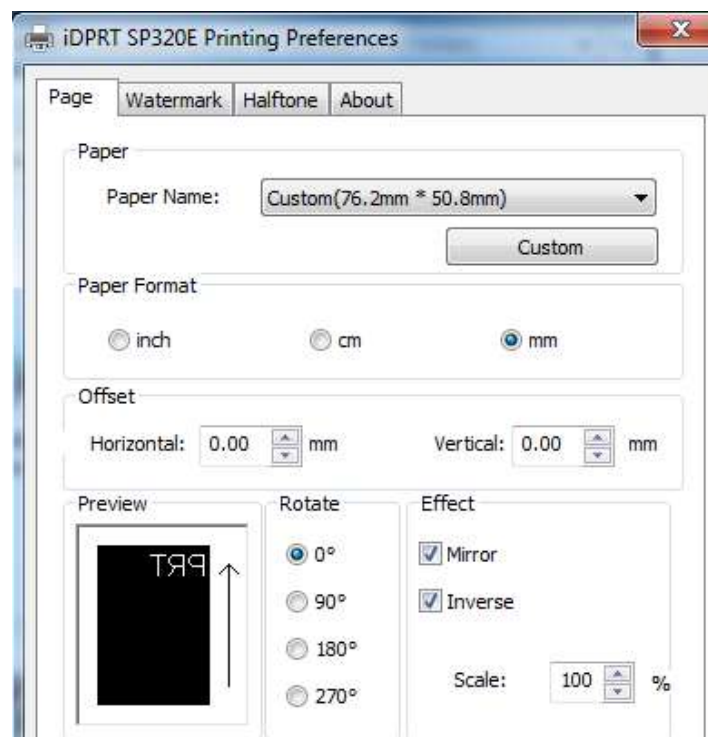 iDPRT SP320E Printing Preferences
Page Watermark Halftone About
Paper
Paper Name: Custom(76.2mm * 50.8mm)
Custom
Paper Format
inch cm mm
Offset
Horizontal: 0.00 mm Vertical: 0.00 mm
Preview Rotate Effect
PRT 0° Mirror
90° Inverse
180°
Scale: 100 %
270°